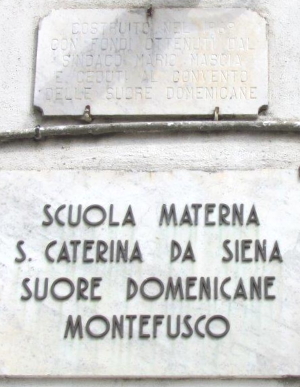 COSTRUITO NEL
CON FONDI OTTENUTI DAL
SINDACO MARIO MASCIA
E CEDUTI AL CONVENTO
DELLE SUORE DOMENICANE
SCUOLA MATERNA
S. CATERINA DA SIENA
SUORE DOMENICANE
MONTEFUSCO